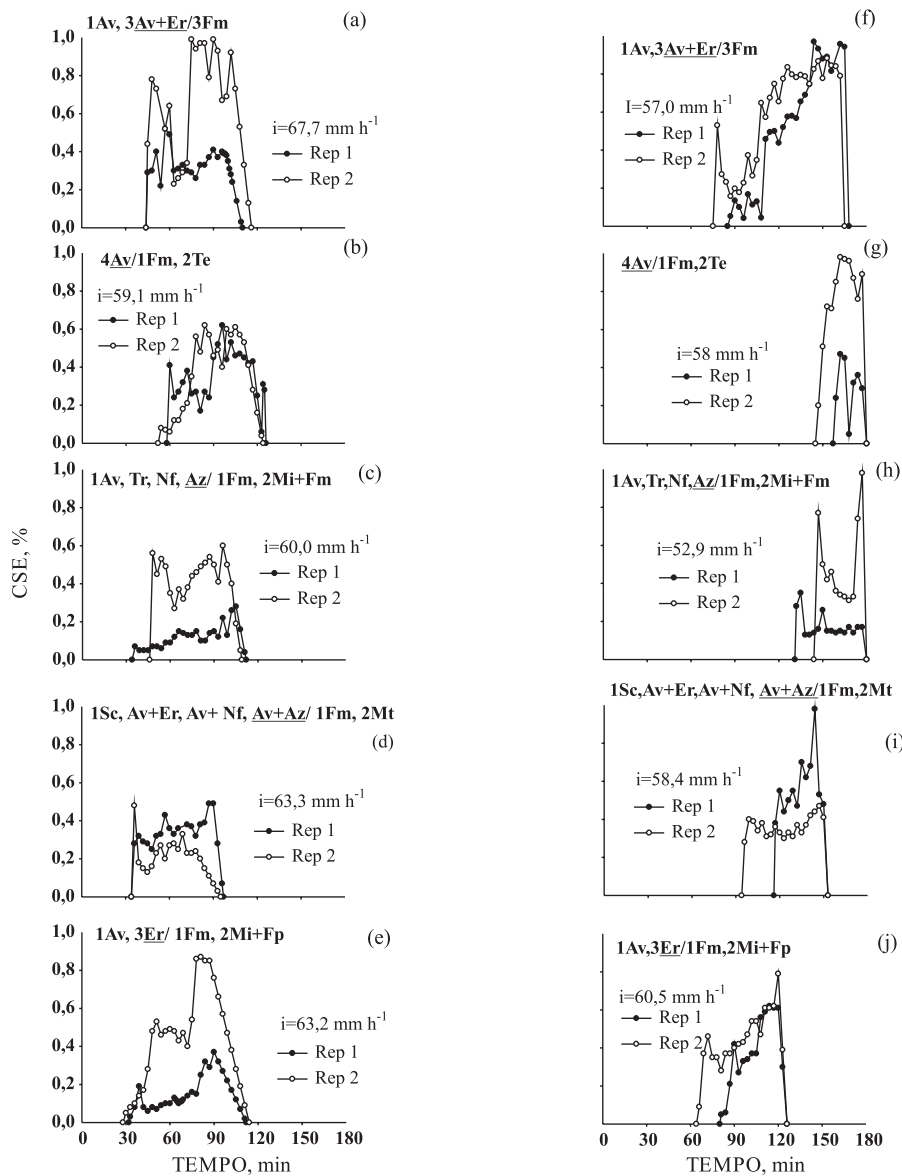 1Av, 3Av+Er/3Fm
(a)
1,0
0,8
0,6
0,4
0,2
0,0
i=67,7 mm h-1
Rep 1
Rep 2
(b)
4Av/1Fm, 2Te
1,0
0,8
0,6
0,4
0,2
0,0
i=59,1 mm h-1
Rep 1
Rep 2
1Av, Tr, Nf, Az/ 1Fm, 2Mi+Fm
(c)
1,0
0,8
0,6
0,4
0,2
0,0
i=60,0 mm h-1
Rep 1
Rep 2
CSE, %
1Sc, Av+Er, Av+ Nf, Av+Az/ 1Fm, 2Mt
(d)
1,0
0,8
0,6
0,4
0,2
0,0
i=63,3 mm h-1
Rep 1
Rep 2
1Av, 3Er/ 1Fm, 2Mi+Fp
(e)
1,0
0,8
0,6
0,4
0,2
0,0
i=63,2 mm h-1
Rep 1
Rep 2
0 30 60 90 120 150 180
TEMPO, min
(f)
1Av,3Av+Er/3Fm
I=57,0 mm h-1
Rep 1
Rep 2
(g)
4Av/1Fm,2Te
i=58 mm h-1
Rep 1
Rep 2
(h)
1Av,Tr,Nf,Az/1Fm,2Mi+Fm
i=52,9 mm h-1
Rep 1
Rep 2
1Sc,Av+Er,Av+Nf, Av+Az/1Fm,2Mt
(i)
i=58,4 mm h-1
Rep 1
Rep 2
(j)
1Av,3Er/1Fm,2Mi+Fp
i=60,5 mm h-1
Rep 1
Rep 2
0 30 60 90 120 150 180
TEMPO, min